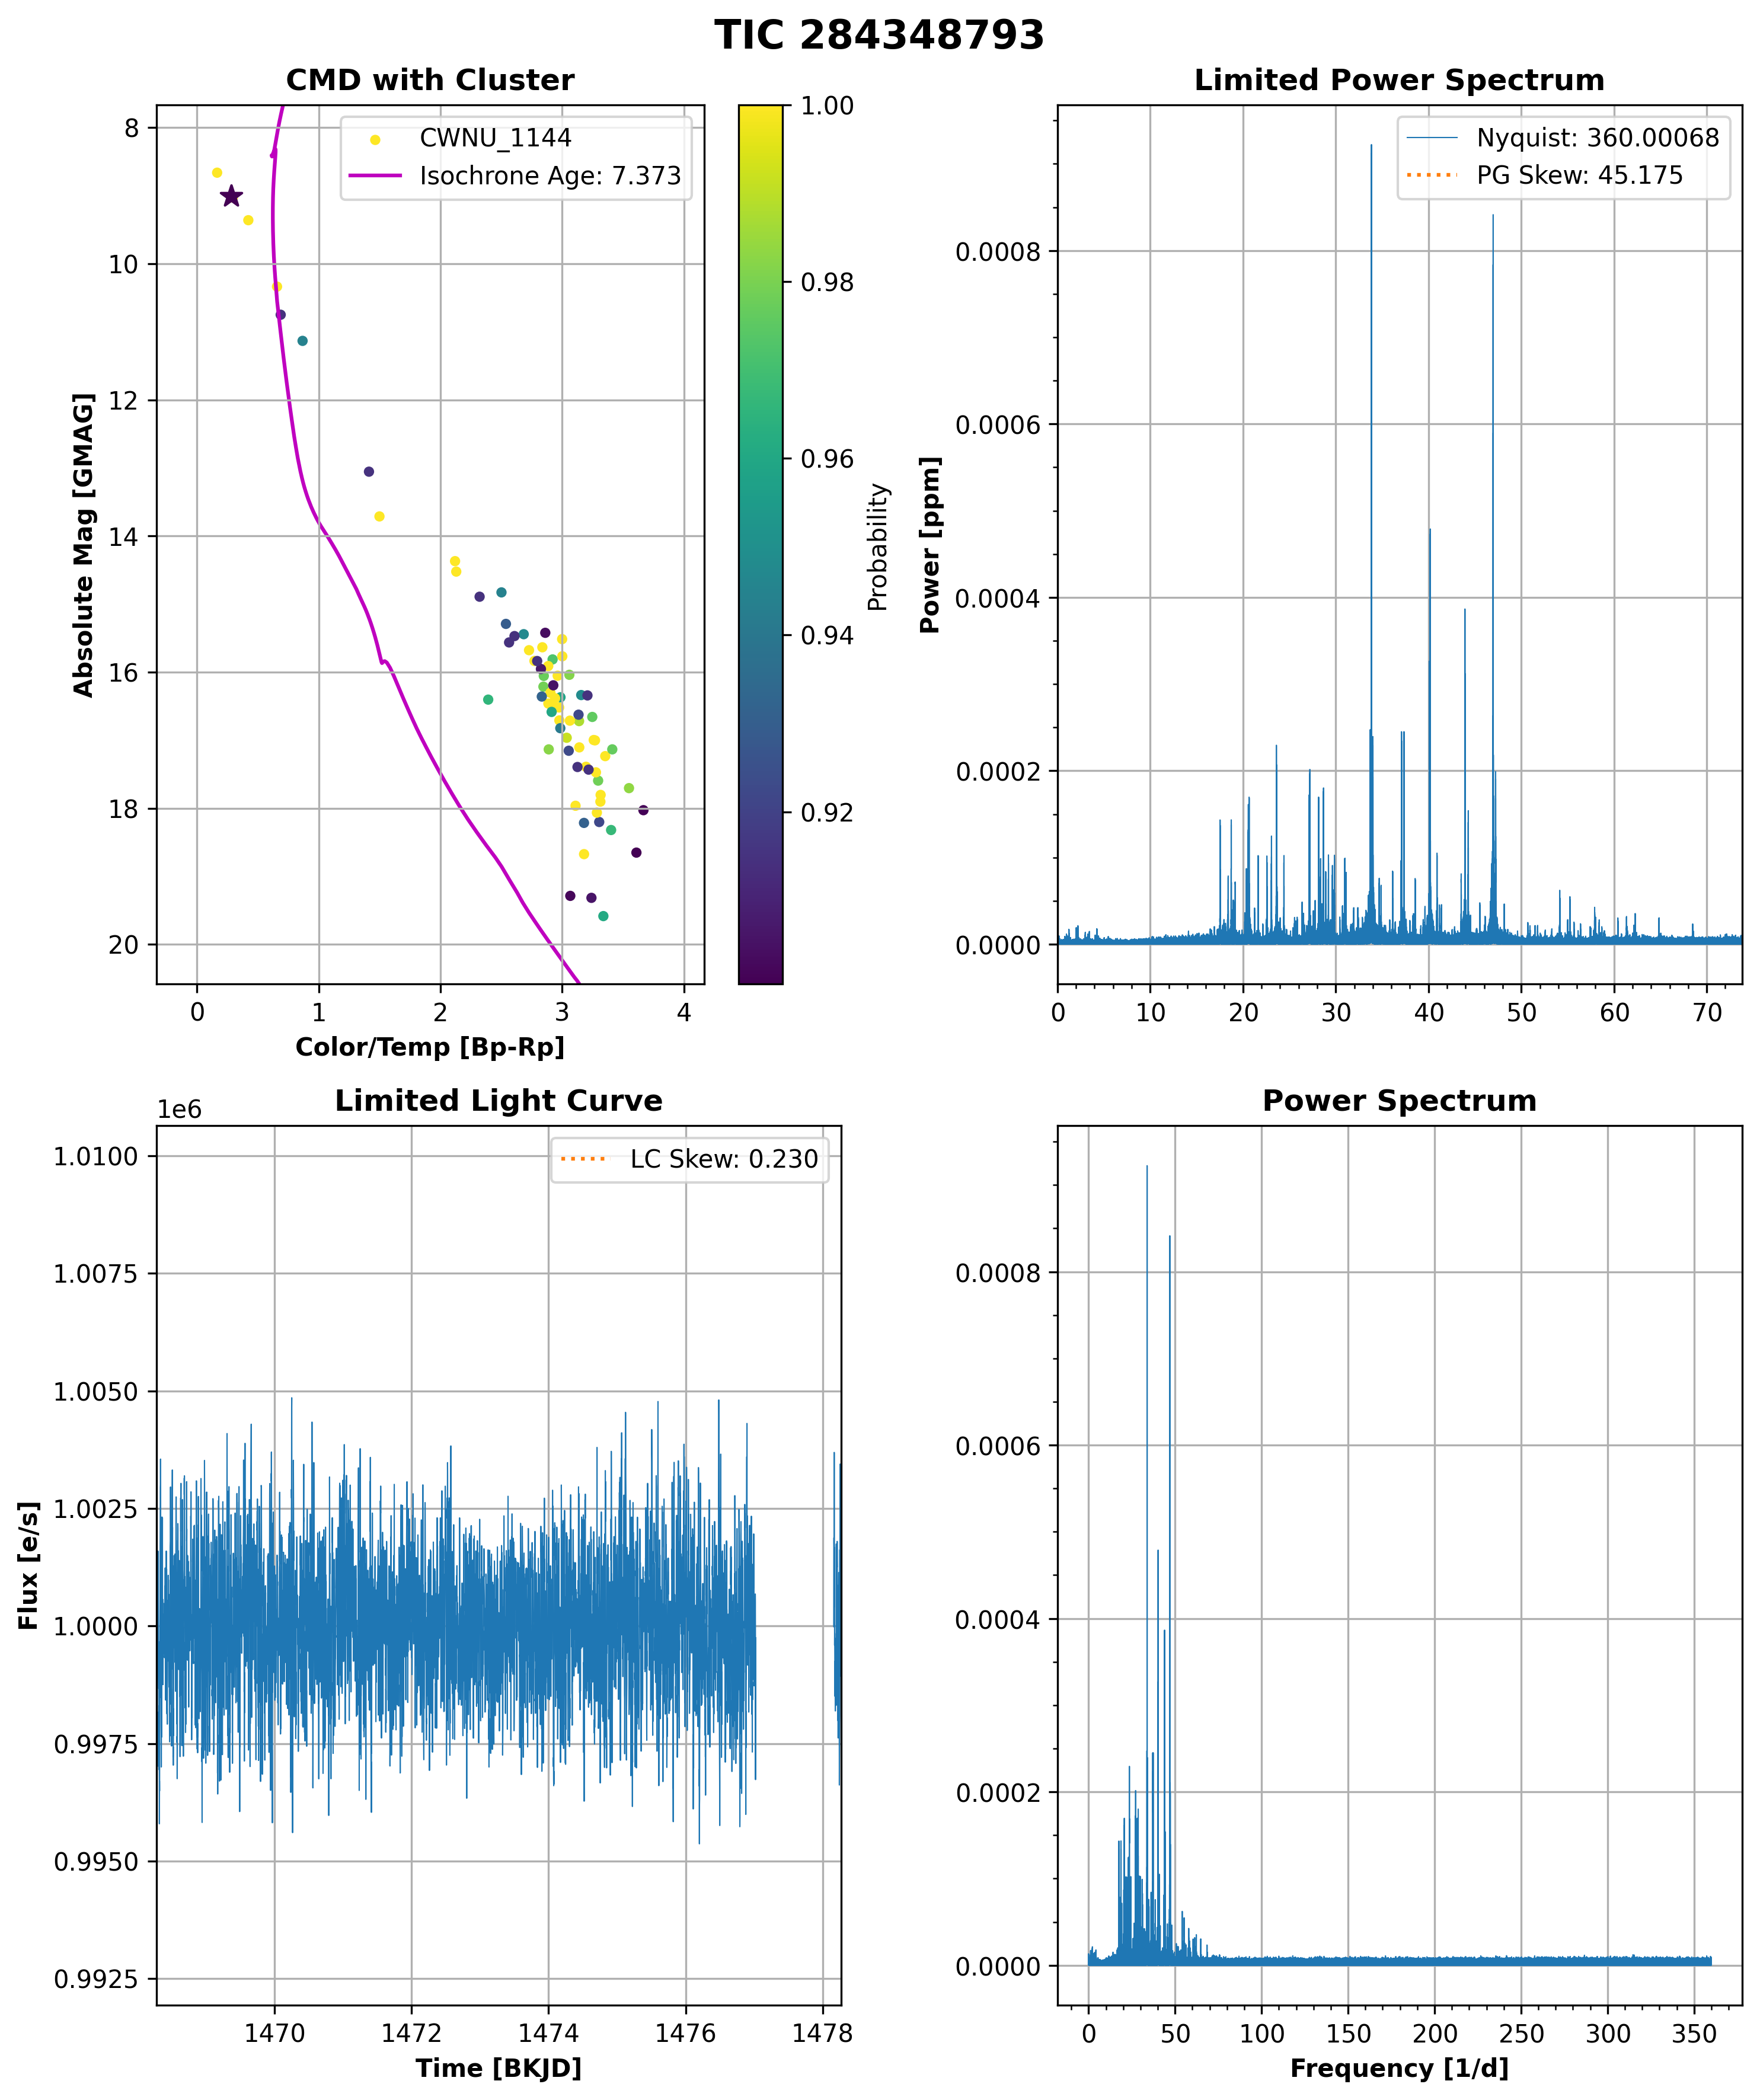 TIC 284348793
CMD with Cluster
CWNU_1144
Isochrone Age: 7.373
8
10
12
14
16
18
20
Absolute Mag [GMAG]
0 1 2 3 4
Color/Temp [Bp-Rp]
1.00
0.98
0.96
0.94
0.92
Probability
Limited Power Spectrum
Nyquist: 360.00068
PG Skew: 45.175
0.0008
0.0006
0.0004
0.0002
0.0000
Power [ppm]
0 10 20 30 40 50 60 70
Limited Light Curve
1e6
LC Skew: 0.230
1.0100
1.0075
1.0050
1.0025
1.0000
0.9975
0.9950
0.9925
Flux [e/s]
1470 1472 1474 1476 1478
Time [BKJD]
Power Spectrum
0.0008
0.0006
0.0004
0.0002
0.0000
0 50 100 150 200 250 300 350
Frequency [1/d]